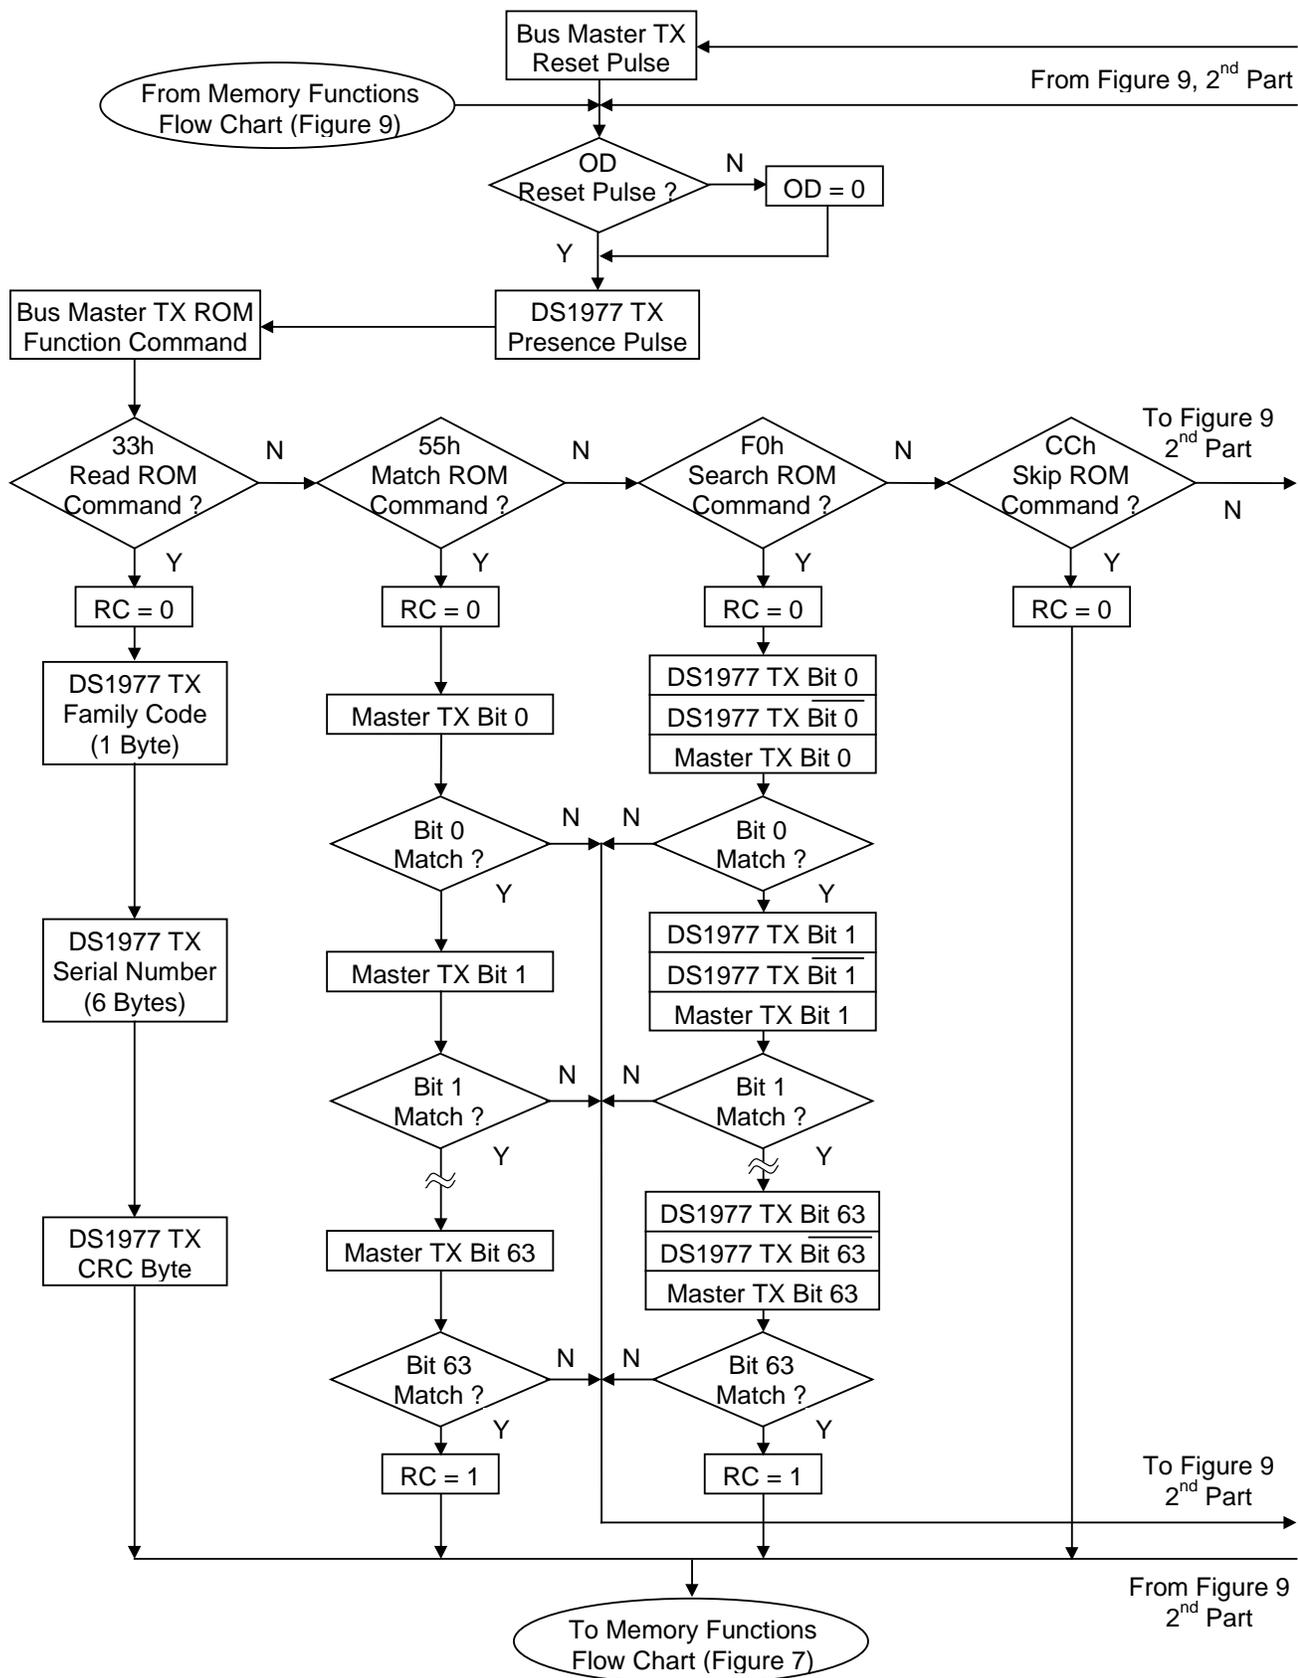 Bus Master TX
Reset Pulse
From Figure 9, 2nd Part
From Memory Functions
Flow Chart (Figure 9)
OD
Reset Pulse ?
N
OD = 0
Y
Bus Master TX ROM
Function Command
DS1977 TX
Presence Pulse
33h
Read ROM
Command ?
N
55h
Match ROM
Command ?
N
F0h
Search ROM
Command ?
N
CCh
Skip ROM
Command ?
To Figure 9
2nd Part
N
Y
Y
Y
Y
RC = 0
RC = 0
RC = 0
RC = 0
DS1977 TX
Family Code
(1 Byte)
Master TX Bit 0
DS1977 TX Bit 0
DS1977 TX B̅i̅t̅ ̅0̅
Master TX Bit 0
Bit 0
Match ?
N
N
Bit 0
Match ?
Y
Y
DS1977 TX
Serial Number
(6 Bytes)
Master TX Bit 1
DS1977 TX Bit 1
DS1977 TX B̅i̅t̅ ̅1̅
Master TX Bit 1
Bit 1
Match ?
N
N
Bit 1
Match ?
Y
Y
DS1977 TX
CRC Byte
Master TX Bit 63
DS1977 TX Bit 63
DS1977 TX B̅i̅t̅ ̅6̅3̅
Master TX Bit 63
Bit 63
Match ?
N
N
Bit 63
Match ?
Y
Y
RC = 1
RC = 1
To Figure 9
2nd Part
From Figure 9
2nd Part
To Memory Functions
Flow Chart (Figure 7)